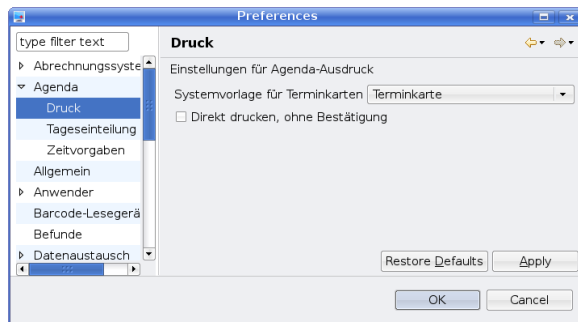 Preferences
type filter text
Abrechnungssyste
Agenda
Druck
Tageseinteilung
Zeitvorgaben
Allgemein
Anwender
Barcode-Lesegerä
Befunde
Datenaustausch
Druck
Einstellungen für Agenda-Ausdruck
Systemvorlage für Terminkarten Terminkarte
Direkt drucken, ohne Bestätigung
Restore Defaults Apply
OK Cancel